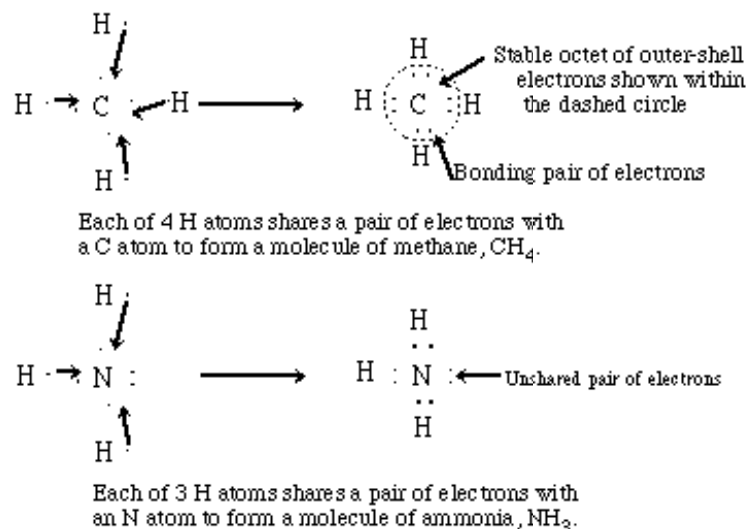 H
H C H
H
H
H : C : H
H
Stable octet of outer-shell
electrons shown within
the dashed circle
Bonding pair of electrons
Each of 4 H atoms shares a pair of electrons with
a C atom to form a molecule of methane, CH₄.
H
H N :
H
H
H : N :
H
Unshared pair of electrons
Each of 3 H atoms shares a pair of electrons with
an N atom to form a molecule of ammonia, NH₃.